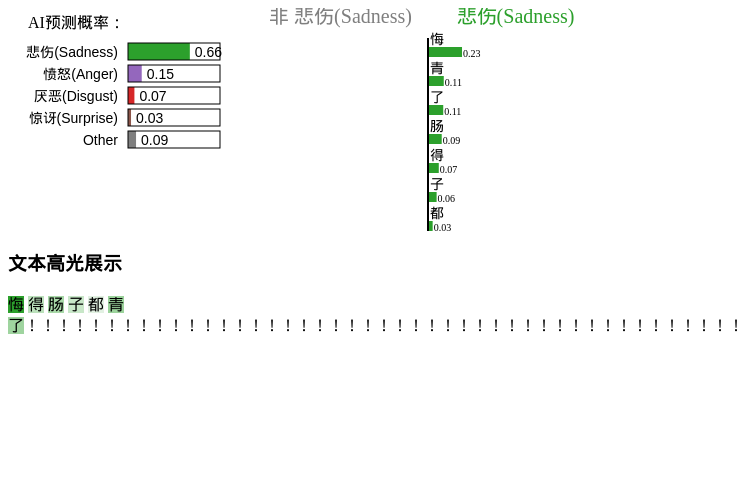 AI预测概率：
悲伤(Sadness) 0.66
愤怒(Anger) 0.15
厌恶(Disgust) 0.07
惊讶(Surprise) 0.03
Other 0.09
非 悲伤(Sadness)
悲伤(Sadness)
悔
0.23
青
0.11
了
0.11
肠
0.09
得
0.07
子
0.06
都
0.03
文本高光展示
悔 得 肠 子 都 青
了 ! ! ! ! ! ! ! ! ! ! ! ! ! ! ! ! ! ! ! ! ! ! ! ! ! ! ! ! ! ! ! ! ! ! ! ! ! ! ! ! ! ! ! ! !